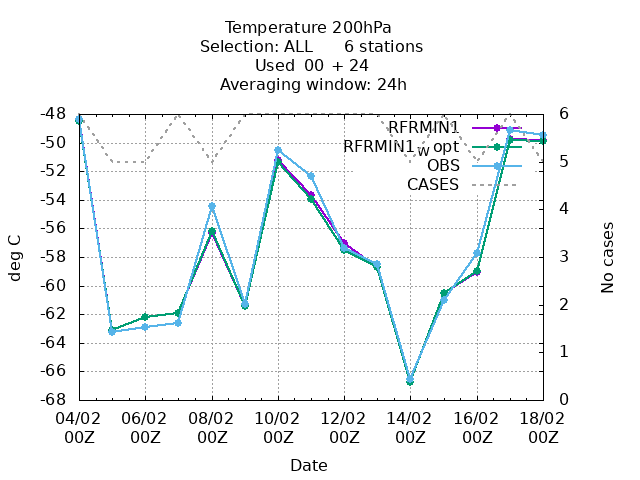 Temperature 200hPa
Selection: ALL 6 stations
Used 00 + 24
Averaging window: 24h
RFRMIN1
RFRMIN1_W opt
OBS
CASES
-48
-50
-52
-54
-56
-58
-60
-62
-64
-66
-68
deg C
6
5
4
3
2
1
0
No cases
04/02 06/02 08/02 10/02 12/02 14/02 16/02 18/02
00Z 00Z 00Z 00Z 00Z 00Z 00Z 00Z
Date